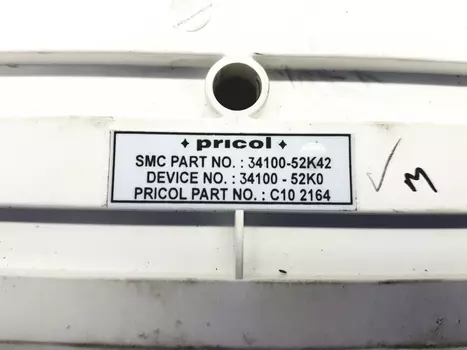 pricol
SMC PART NO. : 34100-52K42
DEVICE NO. : 34100 - 52K0
PRICOL PART NO. : C10 2164
M